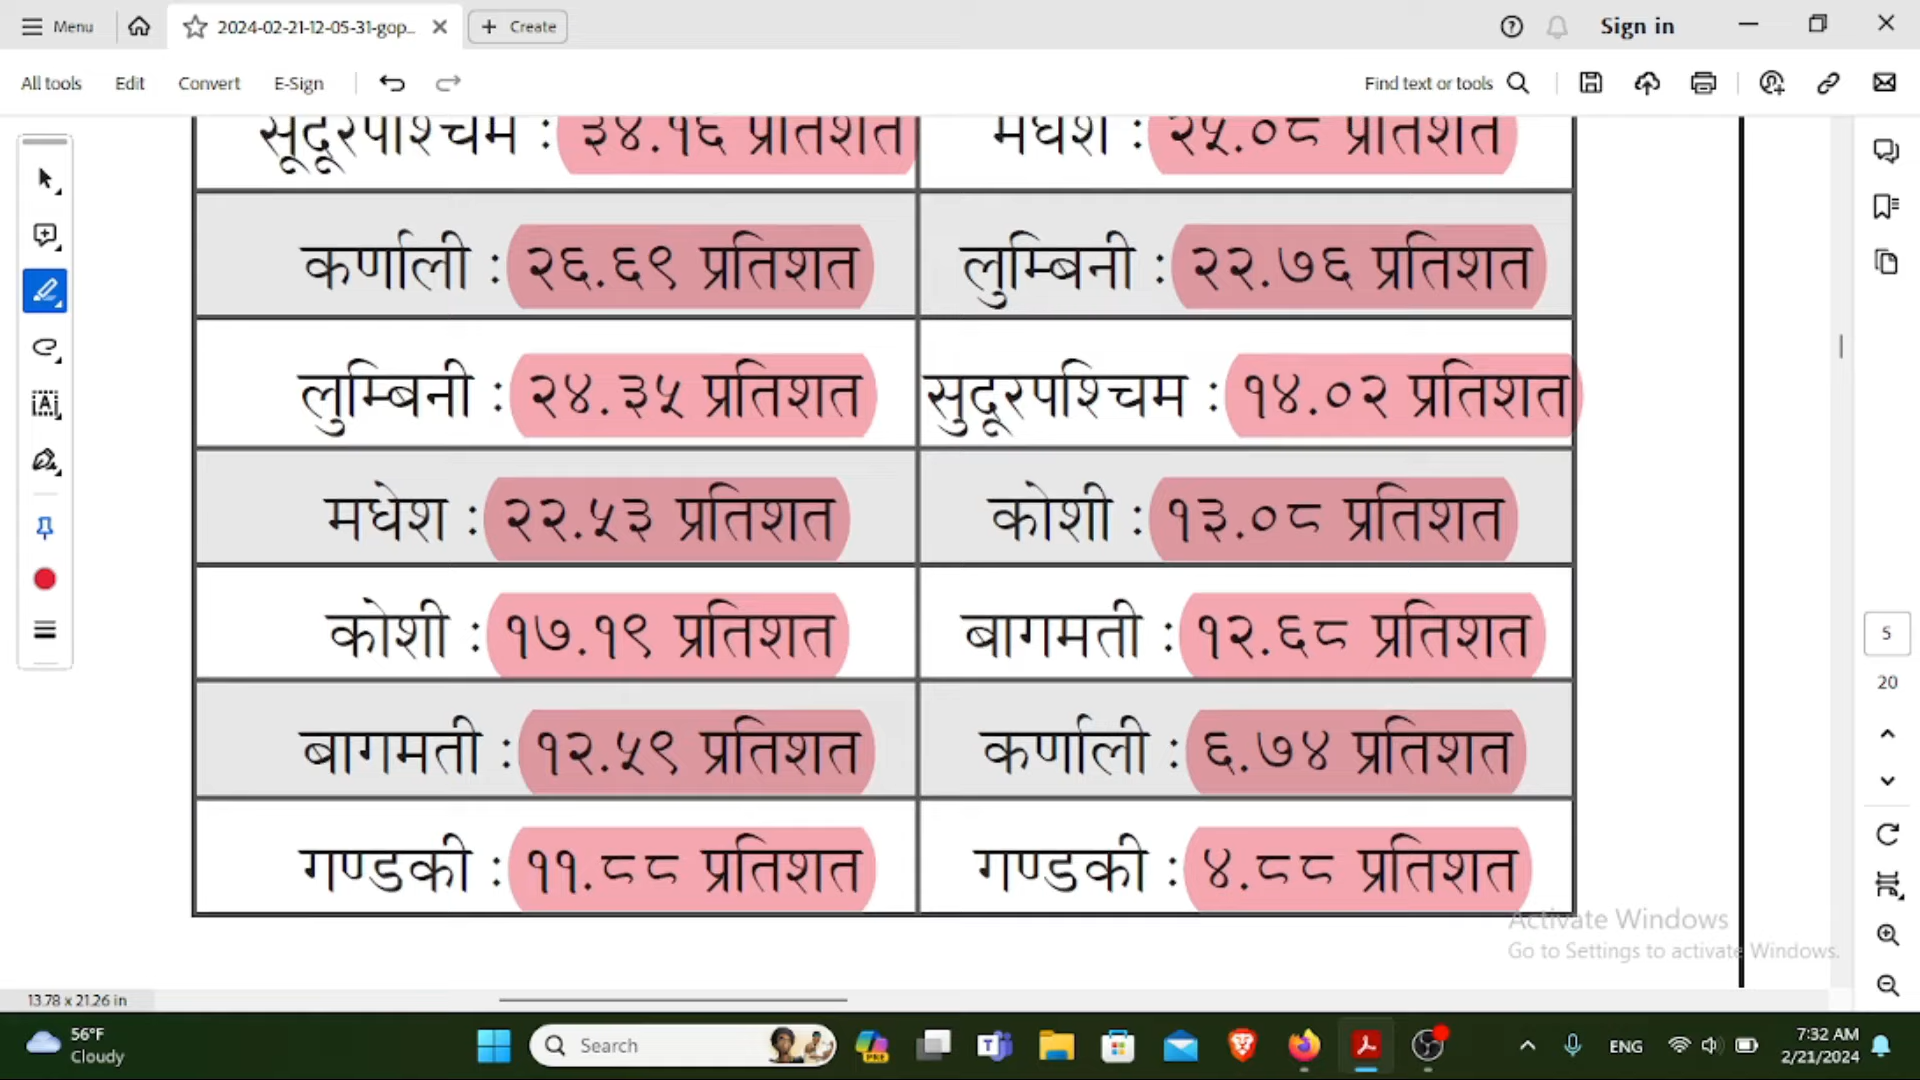 Menu
2024-02-21-12-05-31-gop...
Create
Sign in
All tools
Edit
Convert
E-Sign
Find text or tools
सूदूरपश्चिम : ३४.१६ प्रतिशत
मधेश : २५.०८ प्रतिशत
कर्णाली : २६.६९ प्रतिशत
लुम्बिनी : २२.७६ प्रतिशत
लुम्बिनी : २४.३५ प्रतिशत
सुदूरपश्चिम : १४.०२ प्रतिशत
मधेश : २२.५३ प्रतिशत
कोशी : १३.०८ प्रतिशत
कोशी : १७.१९ प्रतिशत
बागमती : १२.६८ प्रतिशत
बागमती : १२.५९ प्रतिशत
कर्णाली : ६.७४ प्रतिशत
गण्डकी : ११.८८ प्रतिशत
गण्डकी : ४.८८ प्रतिशत
5
20
Activate Windows
Go to Settings to activate Windows.
13.78 x 21.26 in
56°F
Cloudy
Search
PRE
ENG
7:32 AM
2/21/2024